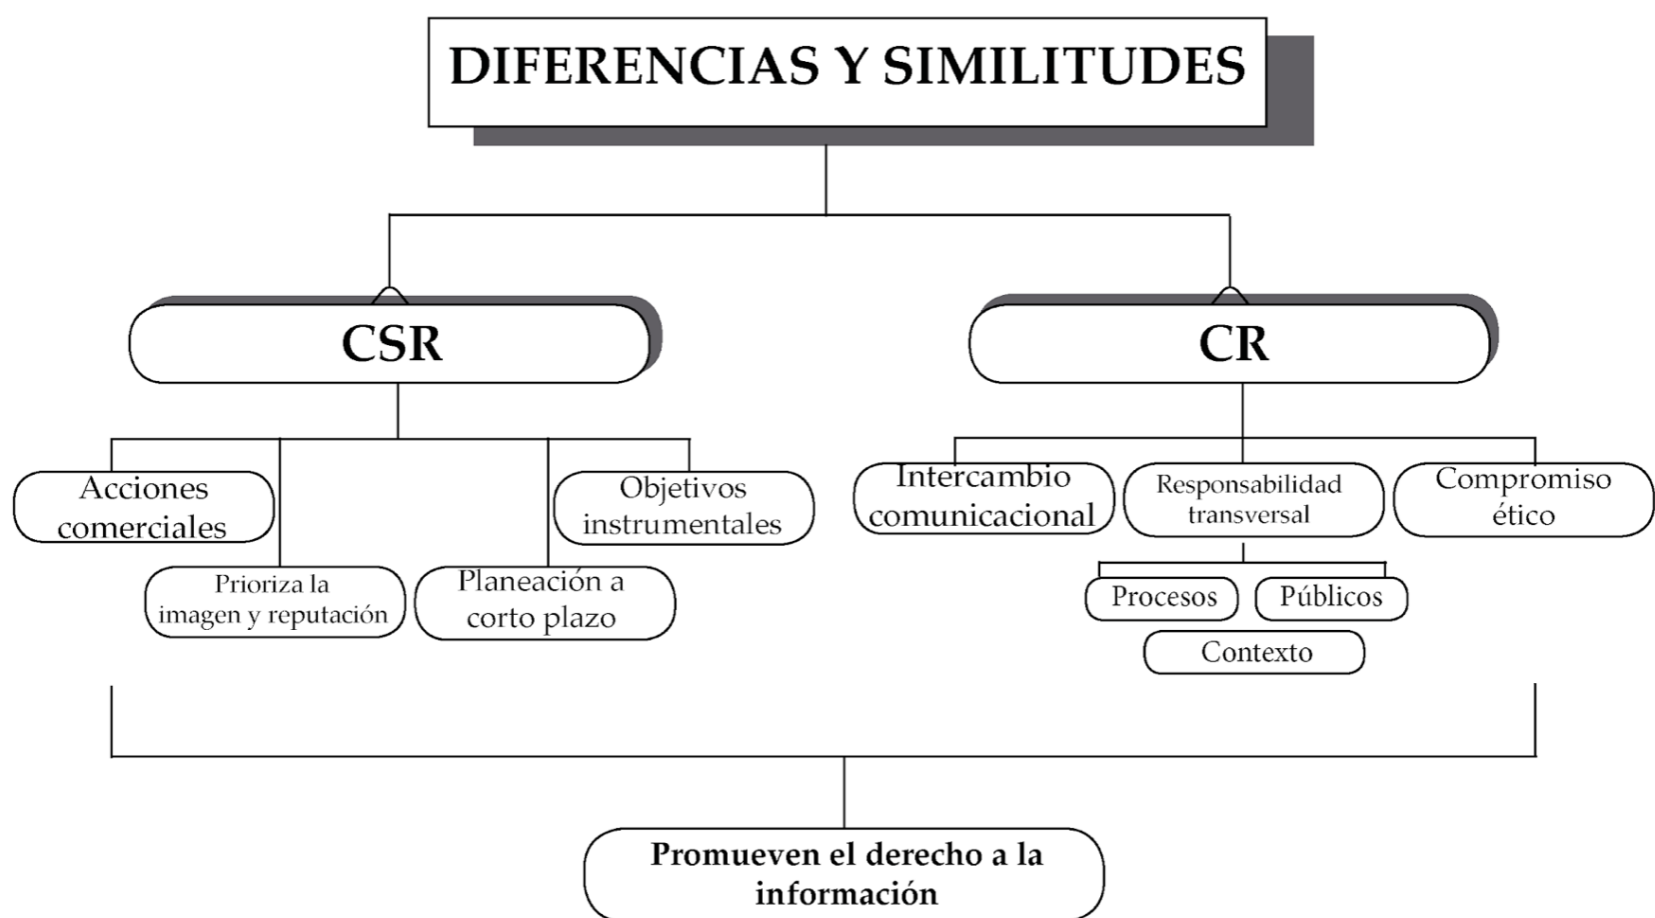 DIFERENCIAS Y SIMILITUDES
CSR
CR
Acciones
comerciales
Prioriza la
imagen y reputación
Planeación a
corto plazo
Objetivos
instrumentales
Intercambio
comunicacional
Responsabilidad
transversal
Compromiso
ético
Procesos
Públicos
Contexto
Promueven el derecho a la
información